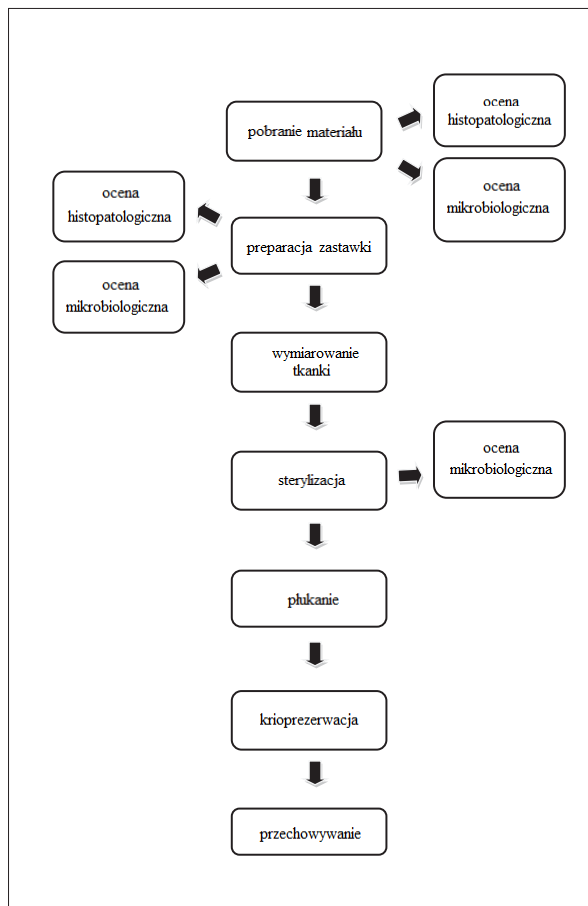 pobranie materiału
ocena
histopatologiczna
ocena
mikrobiologiczna
preparacja zastawki
ocena
histopatologiczna
ocena
mikrobiologiczna
wymiarowanie
tkanki
sterylizacja
ocena
mikrobiologiczna
płukanie
krioprezerwacja
przechowywanie